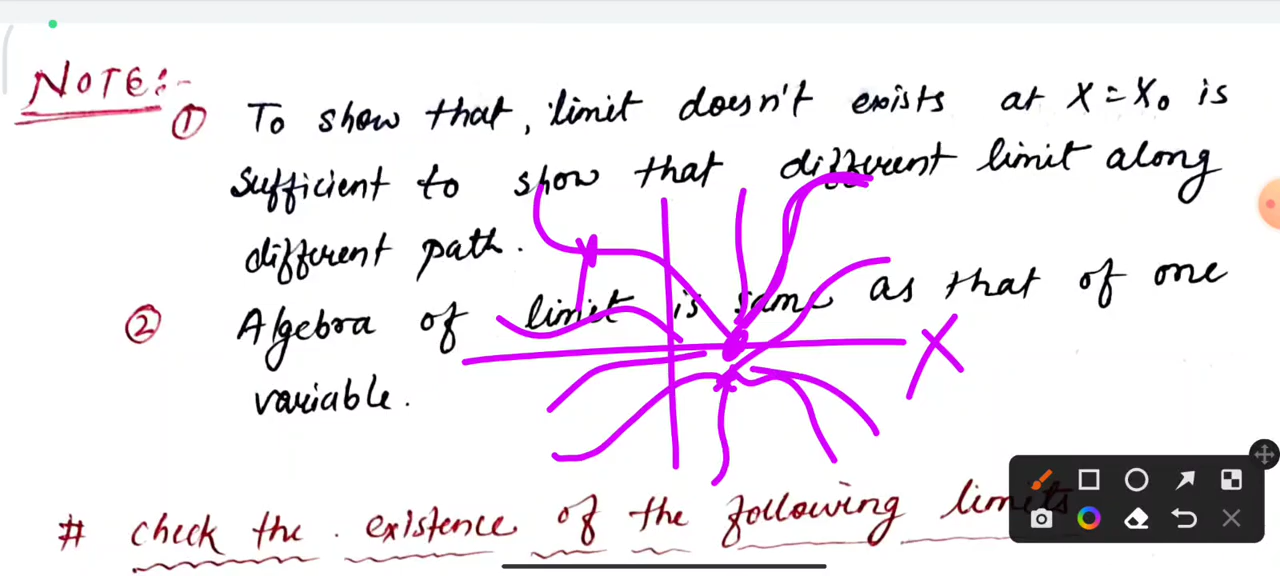 NOTE:-
① To show that, limit doesn't exists at X = X₀ is
sufficient to show that different limit along
different path.
② Algebra of limit is same as that of one
variable.
X
# check the existence of the following limits